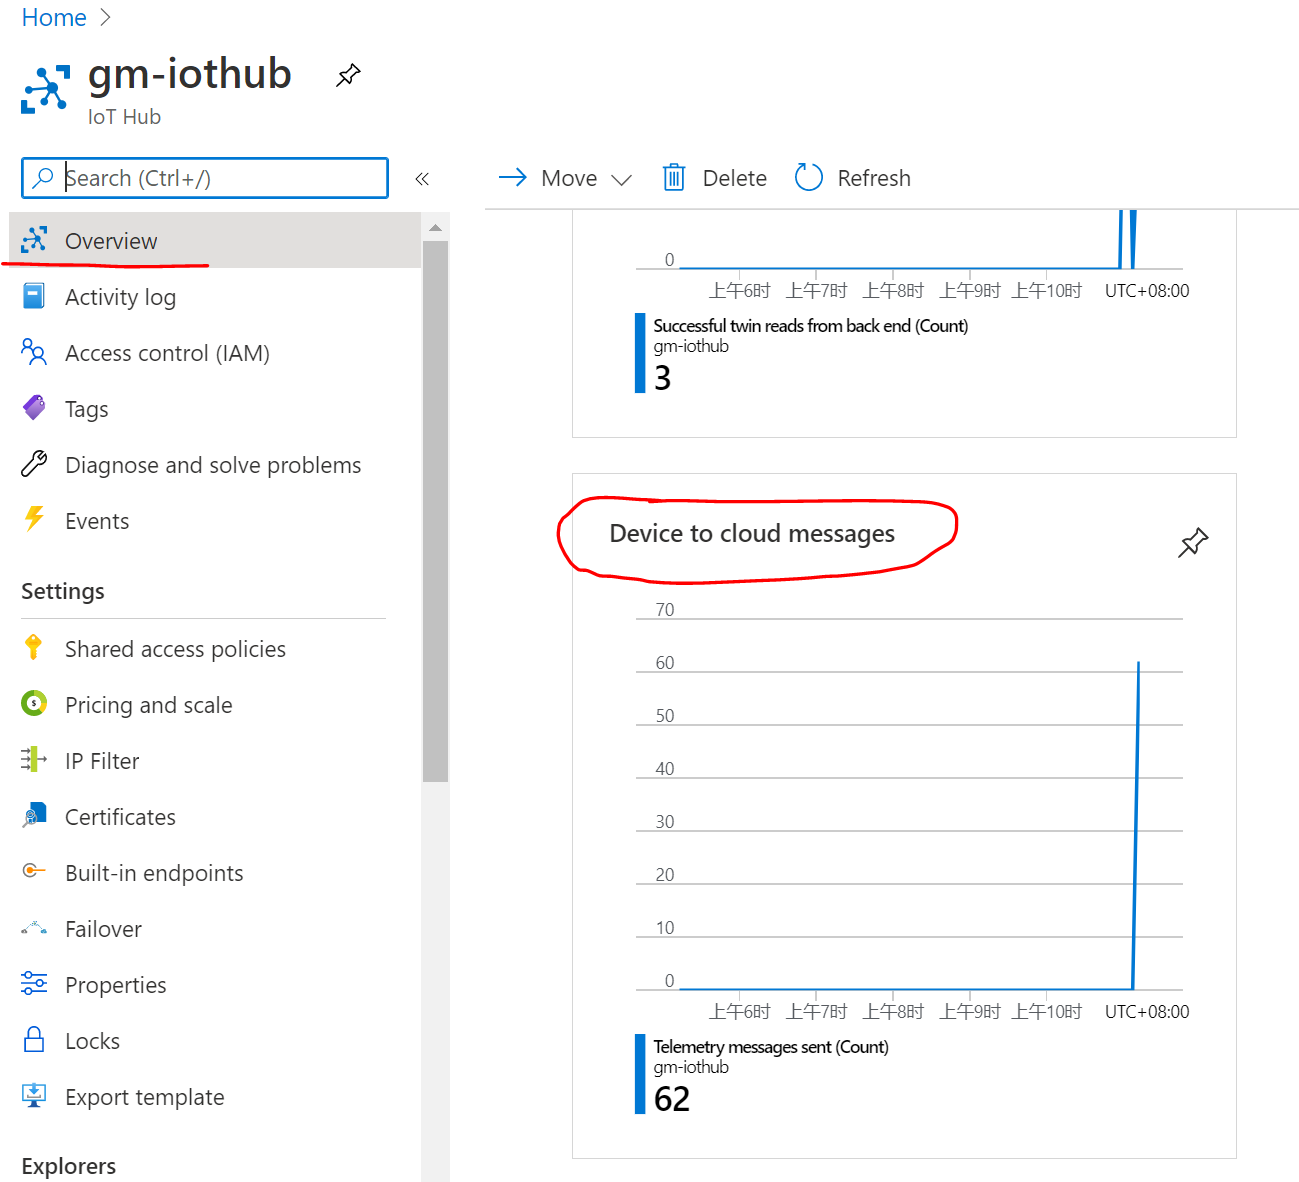 Home
gm-iothub
IoT Hub
Search (Ctrl+/)
«
Overview
Activity log
Access control (IAM)
Tags
Diagnose and solve problems
Events
Settings
Shared access policies
Pricing and scale
IP Filter
Certificates
Built-in endpoints
Failover
Properties
Locks
Export template
Explorers
Move
Delete
Refresh
0
上午6时 上午7时 上午8时 上午9时 上午10时 UTC+08:00
Successful twin reads from back end (Count)
gm-iothub
3
Device to cloud messages
70
60
50
40
30
20
10
0
上午6时 上午7时 上午8时 上午9时 上午10时 UTC+08:00
Telemetry messages sent (Count)
gm-iothub
62